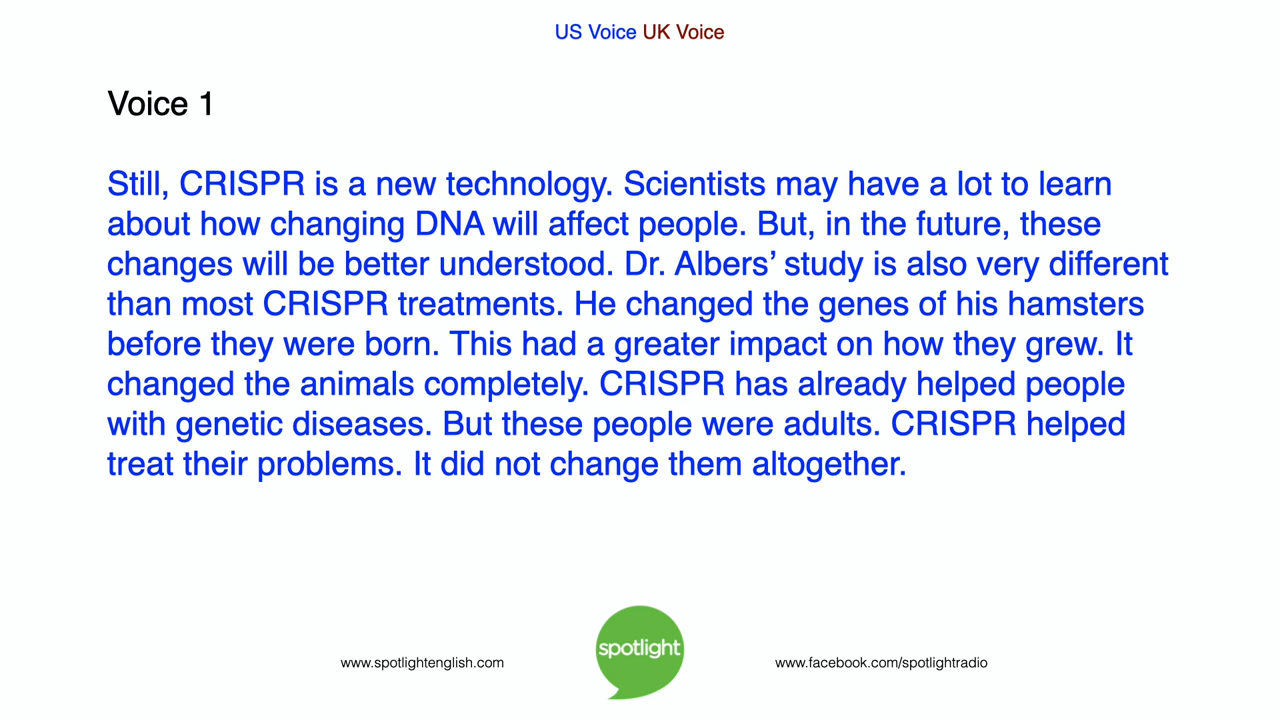 US Voice UK Voice
Voice 1
Still, CRISPR is a new technology. Scientists may have a lot to learn
about how changing DNA will affect people. But, in the future, these
changes will be better understood. Dr. Albers’ study is also very different
than most CRISPR treatments. He changed the genes of his hamsters
before they were born. This had a greater impact on how they grew. It
changed the animals completely. CRISPR has already helped people
with genetic diseases. But these people were adults. CRISPR helped
treat their problems. It did not change them altogether.
spotlight
www.spotlightenglish.com
www.facebook.com/spotlightradio